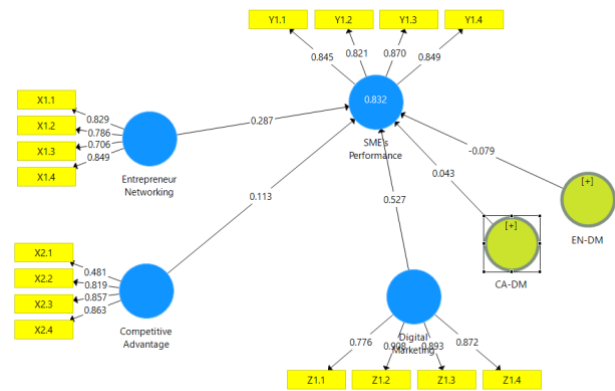 Y1.1
Y1.2
Y1.3
Y1.4
0.845
0.821
0.870
0.849
X1.1
X1.2
X1.3
X1.4
0.829
0.786
0.706
0.849
Entrepreneur
Networking
0.287
0.832
SME's
Performance
-0.079
[+]
EN-DM
0.043
[+]
CA-DM
0.113
0.527
X2.1
X2.2
X2.3
X2.4
0.481
0.819
0.857
0.863
Competitive
Advantage
Digital
Marketing
0.776
0.908
0.893
0.872
Z1.1
Z1.2
Z1.3
Z1.4